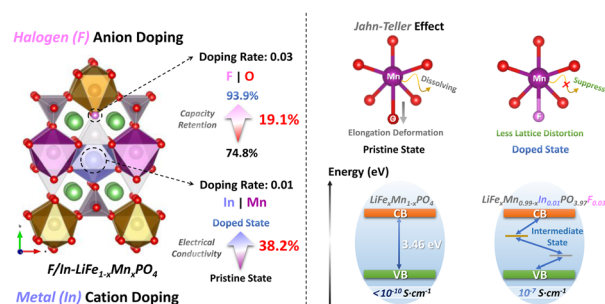 Halogen (F) Anion Doping
Doping Rate: 0.03
F | O
93.9%
Capacity
Retention
19.1%
74.8%
Doping Rate: 0.01
In | Mn
Doped State
Electrical
Conductivity
38.2%
Pristine State
F/In-LiFe1-xMnxPO4
Metal (In) Cation Doping
Jahn-Teller Effect
Mn
Dissolving
O
Elongation Deformation
Pristine State
Mn
Suppress
F
Less Lattice Distortion
Doped State
Energy (eV)
LiFexMn1-xPO4
CB
3.46 eV
VB
<10-10 S·cm-1
LiFexMn0.99-xIn0.01PO3.97F0.03
CB
Intermediate
State
VB
10-7 S·cm-1